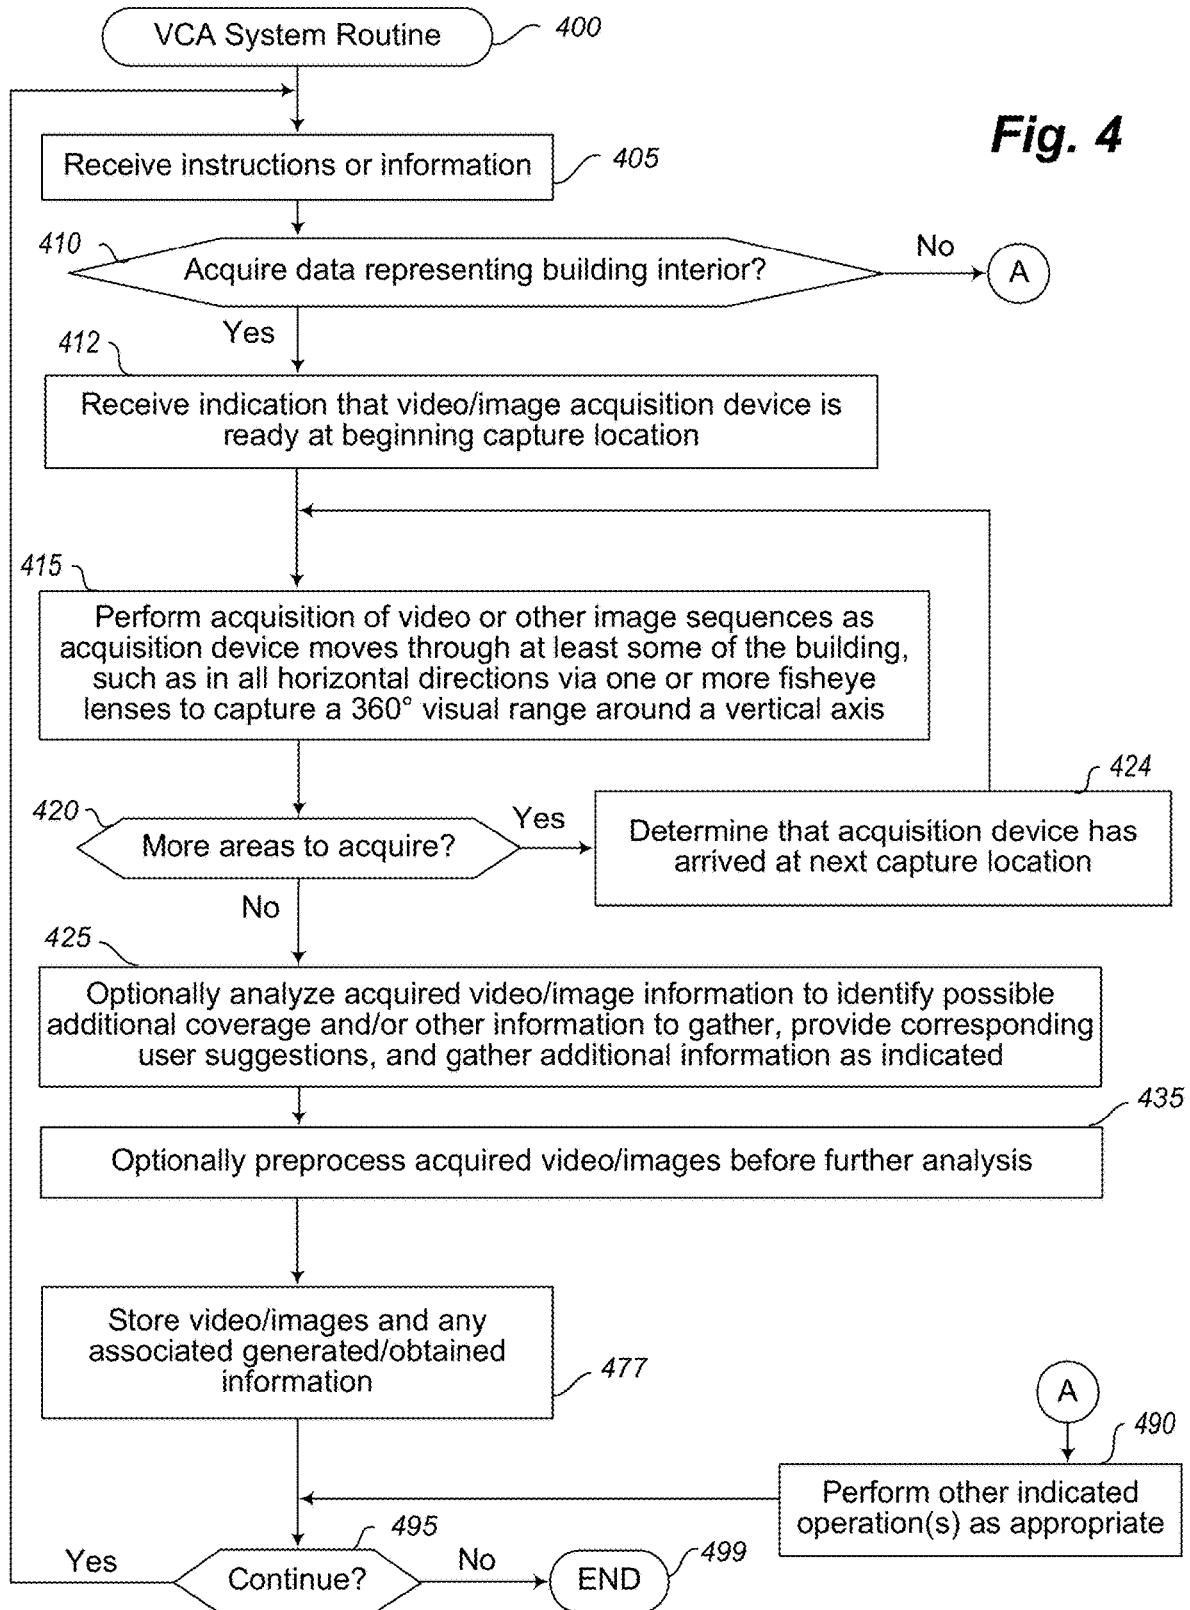 VCA System Routine
400
Fig. 4
Receive instructions or information
405
410
Acquire data representing building interior?
No
A
Yes
412
Receive indication that video/image acquisition device is
ready at beginning capture location
415
Perform acquisition of video or other image sequences as
acquisition device moves through at least some of the building,
such as in all horizontal directions via one or more fisheye
lenses to capture a 360° visual range around a vertical axis
420
More areas to acquire?
Yes
424
Determine that acquisition device has
arrived at next capture location
No
425
Optionally analyze acquired video/image information to identify possible
additional coverage and/or other information to gather, provide corresponding
user suggestions, and gather additional information as indicated
435
Optionally preprocess acquired video/images before further analysis
Store video/images and any
associated generated/obtained
information
477
A
490
Perform other indicated
operation(s) as appropriate
495
Yes
Continue?
No
END
499